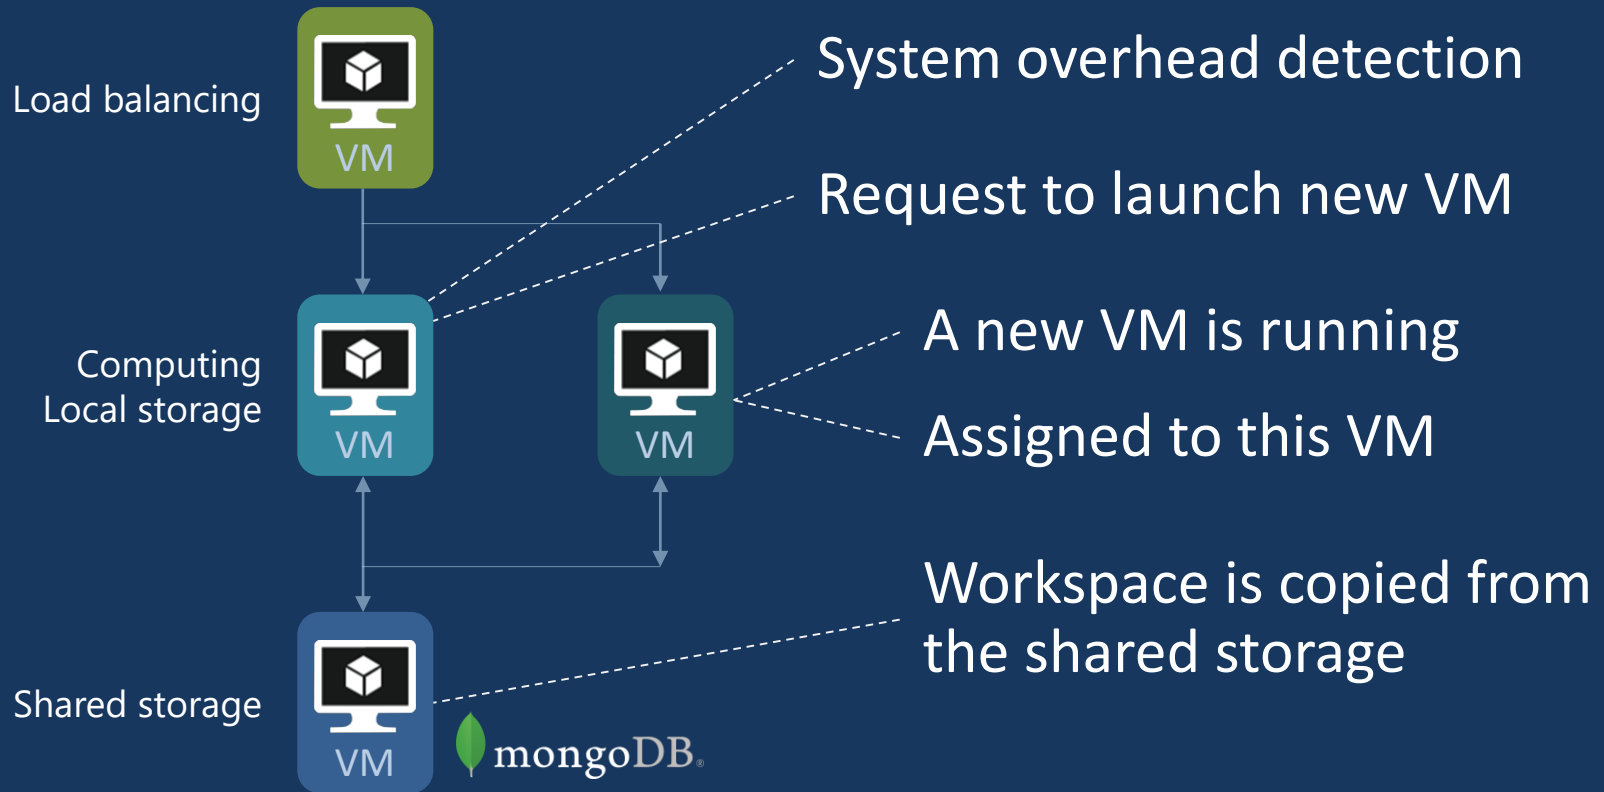 Load balancing
VM
System overhead detection
Request to launch new VM
Computing
Local storage
VM
VM
A new VM is running
Assigned to this VM
Shared storage
VM
mongoDB®
Workspace is copied from
the shared storage